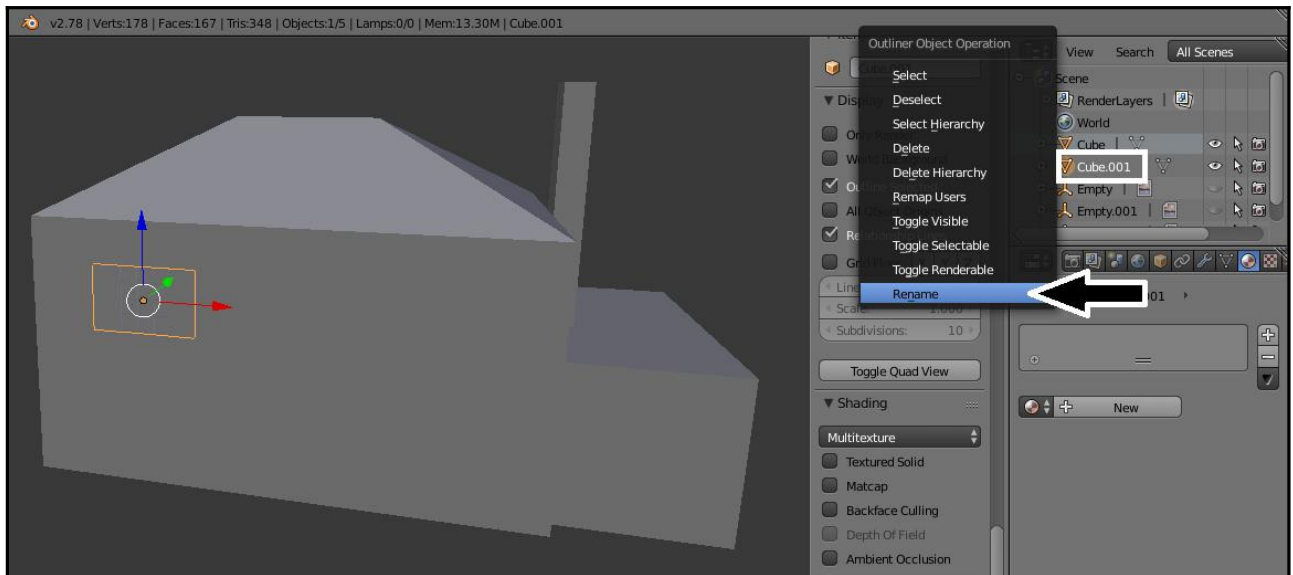 v2.78 | Verts:178 | Faces:167 | Tris:348 | Objects:1/5 | Lamps:0/0 | Mem:13.30M | Cube.001
Outliner Object Operation
Select
Deselect
Select Hierarchy
Delete
Delete Hierarchy
Remap Users
Toggle Visible
Toggle Selectable
Toggle Renderable
Rename
Subdivisions: 10
Toggle Quad View
Shading
Multitexture
Textured Solid
Matcap
Backface Culling
Depth Of Field
Ambient Occlusion
View Search All Scenes
Scene
RenderLayers |
World
Cube |
Cube.001
Empty |
Empty.001 |
001
New